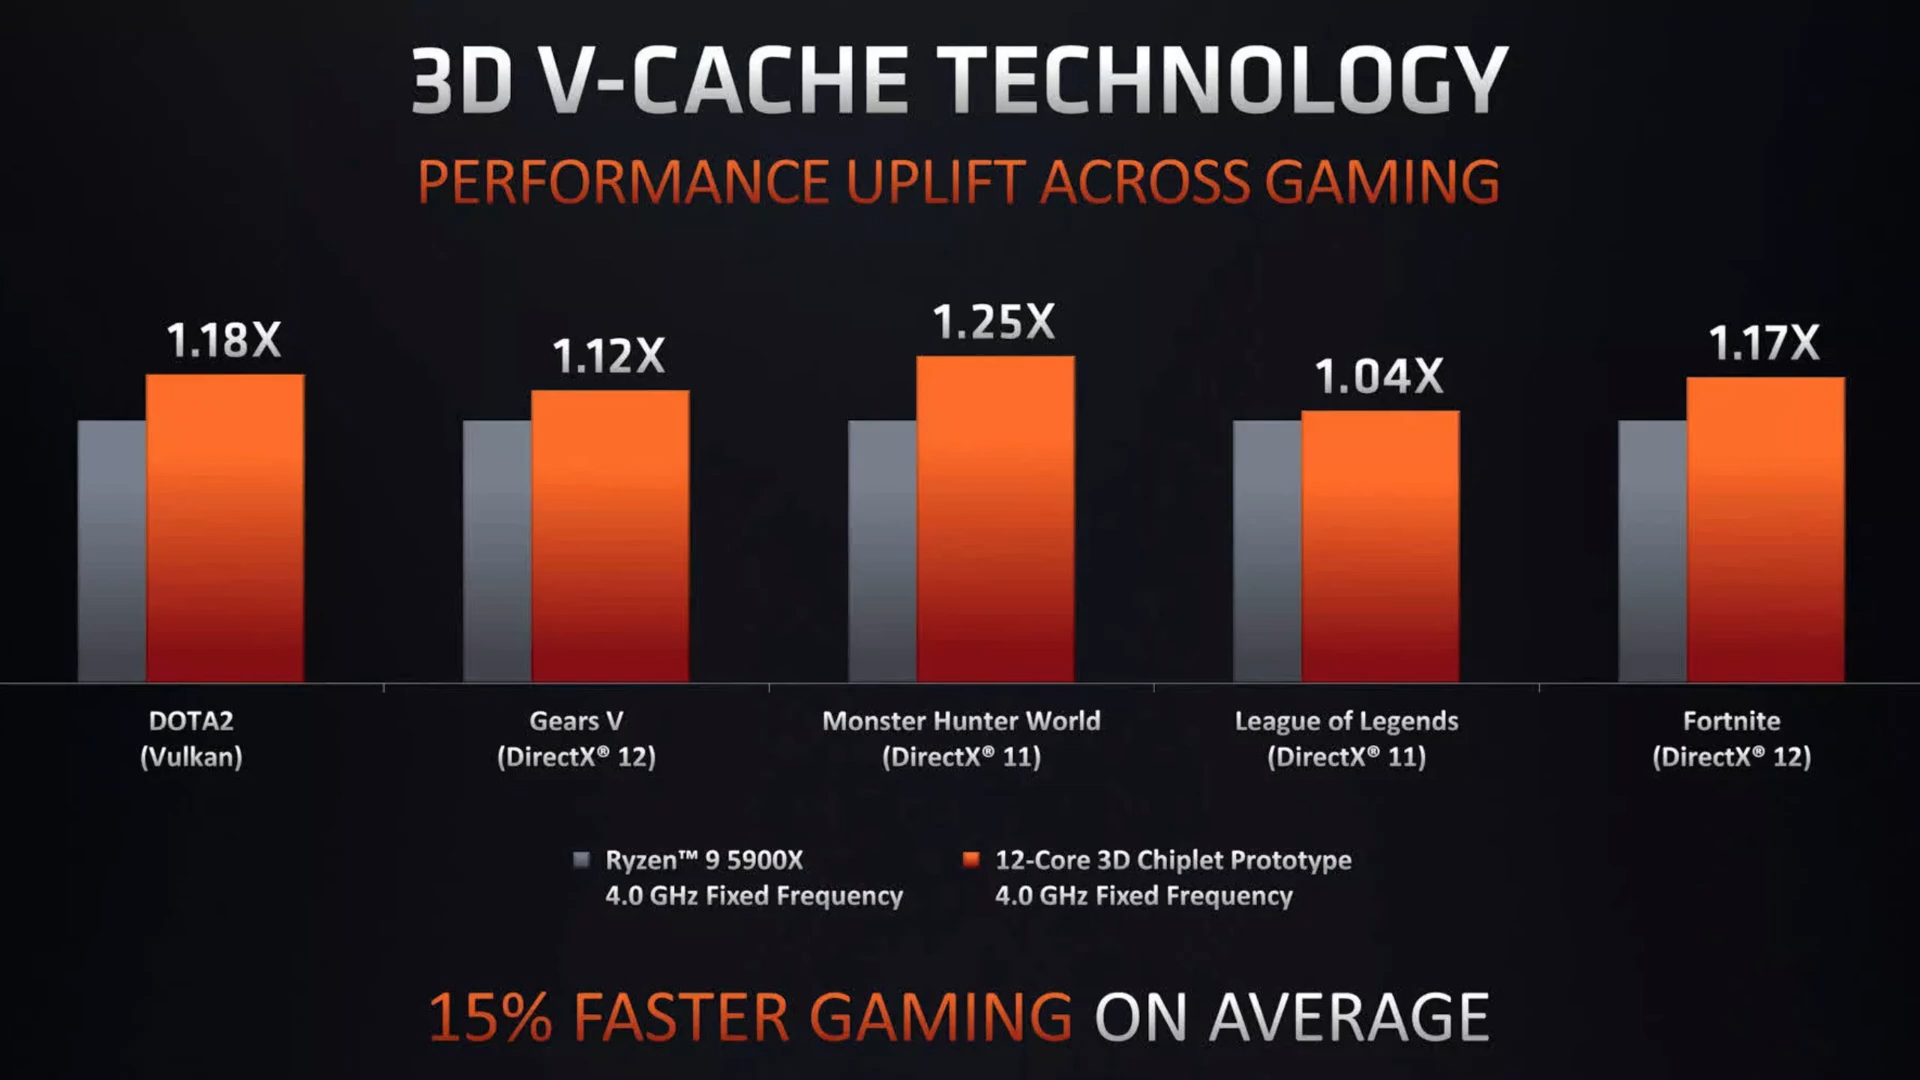 3D V-CACHE TECHNOLOGY
PERFORMANCE UPLIFT ACROSS GAMING
1.18X
1.12X
1.25X
1.04X
1.17X
DOTA2
(Vulkan)
Gears V
(DirectX® 12)
Monster Hunter World
(DirectX® 11)
League of Legends
(DirectX® 11)
Fortnite
(DirectX® 12)
Ryzen™ 9 5900X
4.0 GHz Fixed Frequency
12-Core 3D Chiplet Prototype
4.0 GHz Fixed Frequency
15% FASTER GAMING ON AVERAGE